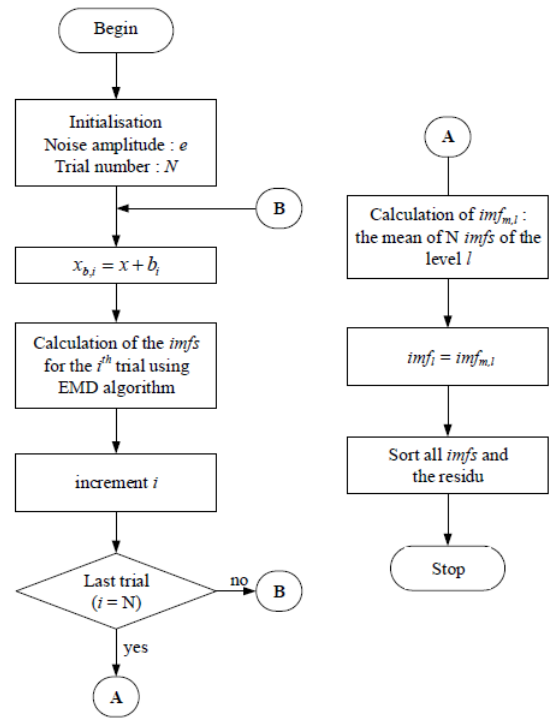 Begin
Initialisation
Noise amplitude : e
Trial number : N
B
x_{b,i} = x + b_i
Calculation of the imfs
for the i^{th} trial using
EMD algorithm
increment i
Last trial
(i = N)
no
B
yes
A
A
Calculation of imf_{m,l} :
the mean of N imfs of the
level l
imf_l = imf_{m,l}
Sort all imfs and
the residu
Stop